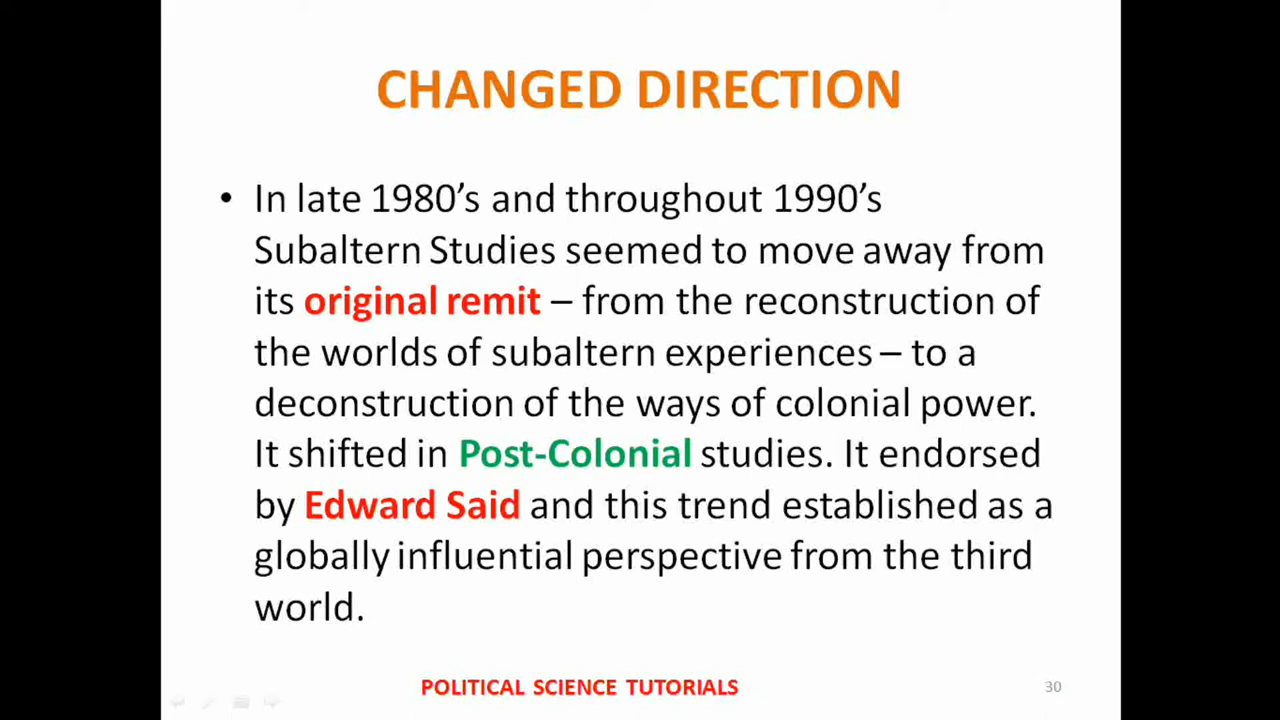 CHANGED DIRECTION
• In late 1980’s and throughout 1990’s
Subaltern Studies seemed to move away from
its original remit – from the reconstruction of
the worlds of subaltern experiences – to a
deconstruction of the ways of colonial power.
It shifted in Post-Colonial studies. It endorsed
by Edward Said and this trend established as a
globally influential perspective from the third
world.
POLITICAL SCIENCE TUTORIALS
30